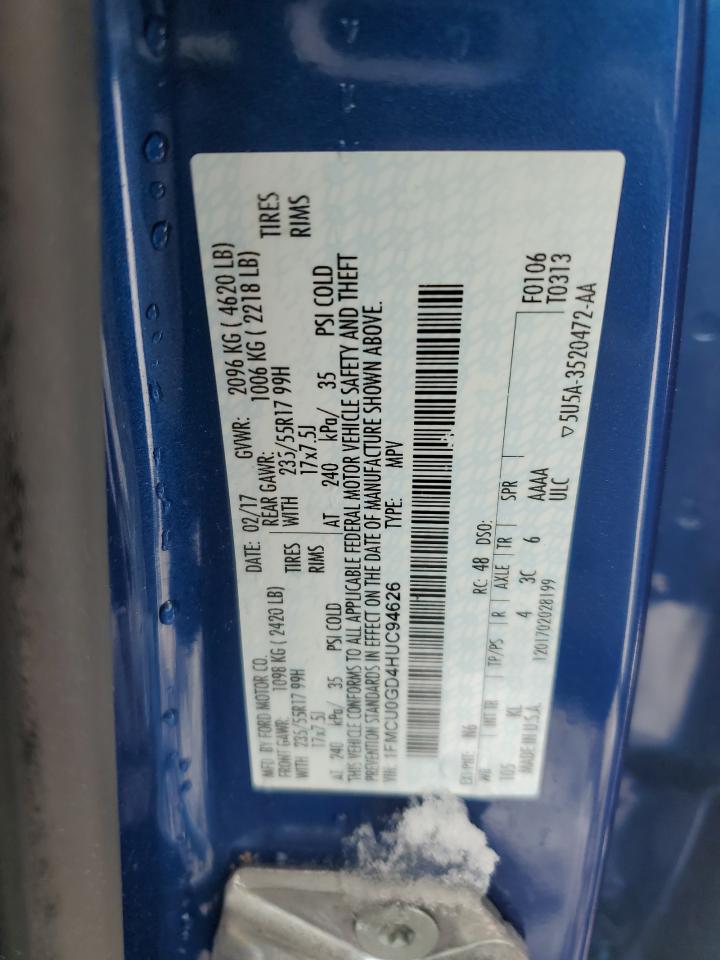 MFD. BY FORD MOTOR CO.
DATE: 02/17 GVWR: 2096 KG ( 4620 LB)
FRONT GAWR: 1098 KG ( 2420 LB) REAR GAWR: 1006 KG ( 2218 LB)
WITH 235/55R17 99H TIRES WITH 235/55R17 99H TIRES
17x7.5J RIMS 17x7.5J RIMS
AT 240 kPa/ 35 PSI COLD AT 240 kPa/ 35 PSI COLD
THIS VEHICLE CONFORMS TO ALL APPLICABLE FEDERAL MOTOR VEHICLE SAFETY AND THEFT
PREVENTION STANDARDS IN EFFECT ON THE DATE OF MANUFACTURE SHOWN ABOVE.
VIN: 1FMCU0GD4HUC94626 TYPE: MPV
EXT PNT: N6 RC: 48 DSO: F0106
WB INT TR TP/PS R AXLE TR SPR T0313
105 KL 4 3C 6 AAAA
MADE IN U.S.A. 1201702028199 ULC
▽5U5A-3520472-AA